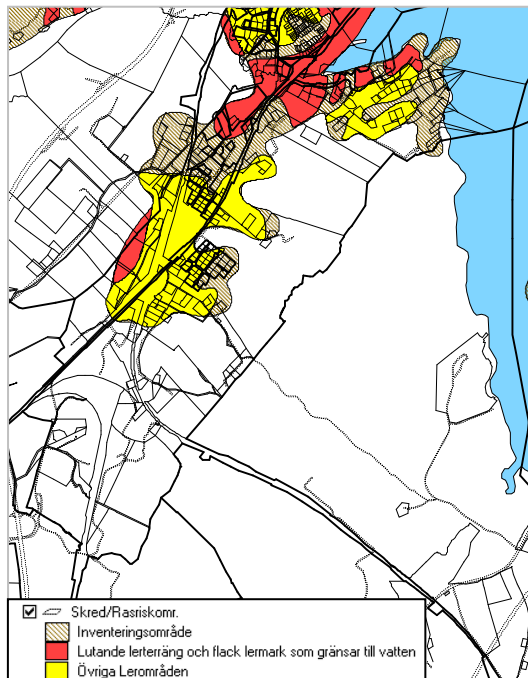 Skred/Rasriskomr.
Inventeringsområde
Lutande lerterräng och flack lermark som gränsar till vatten
Övriga Lerområden